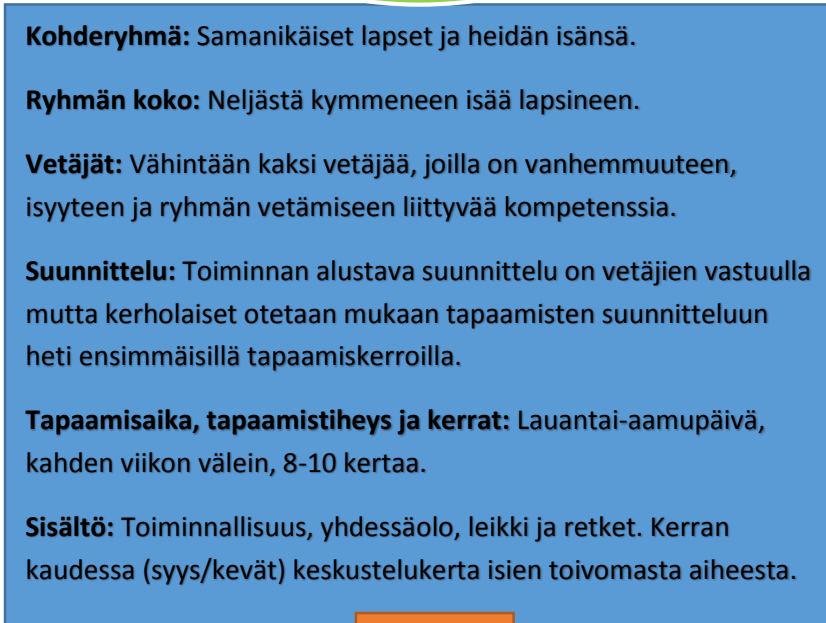 Kohderyhmä: Samanikäiset lapset ja heidän isänsä.
Ryhmän koko: Neljästä kymmeneen isää lapsineen.
Vetäjät: Vähintään kaksi vetäjää, joilla on vanhemmuuteen,
isyyteen ja ryhmän vetämiseen liittyvää kompetenssia.
Suunnittelu: Toiminnan alustava suunnittelu on vetäjien vastuulla
mutta kerholaiset otetaan mukaan tapaamisten suunnitteluun
heti ensimmäisillä tapaamiskerroilla.
Tapaamisaika, tapaamistiheys ja kerrat: Lauantai-aamupäivä,
kahden viikon välein, 8-10 kertaa.
Sisältö: Toiminnallisuus, yhdessäolo, leikki ja retket. Kerran
kaudessa (syys/kevät) keskustelukerta isien toivomasta aiheesta.